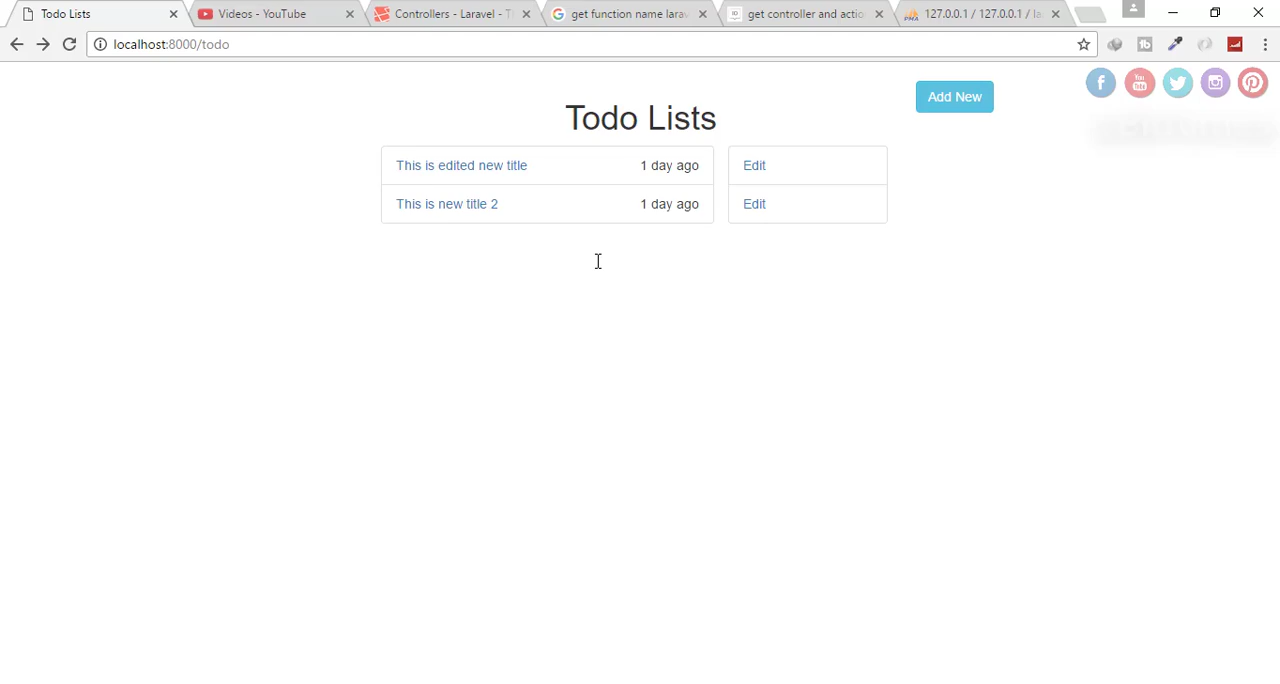 Todo Lists
Videos - YouTube
Controllers - Laravel - T
get function name larav
get controller and actio
127.0.0.1 / 127.0.0.1 / la
localhost:8000/todo
Add New
Todo Lists
This is edited new title 1 day ago Edit
This is new title 2 1 day ago Edit